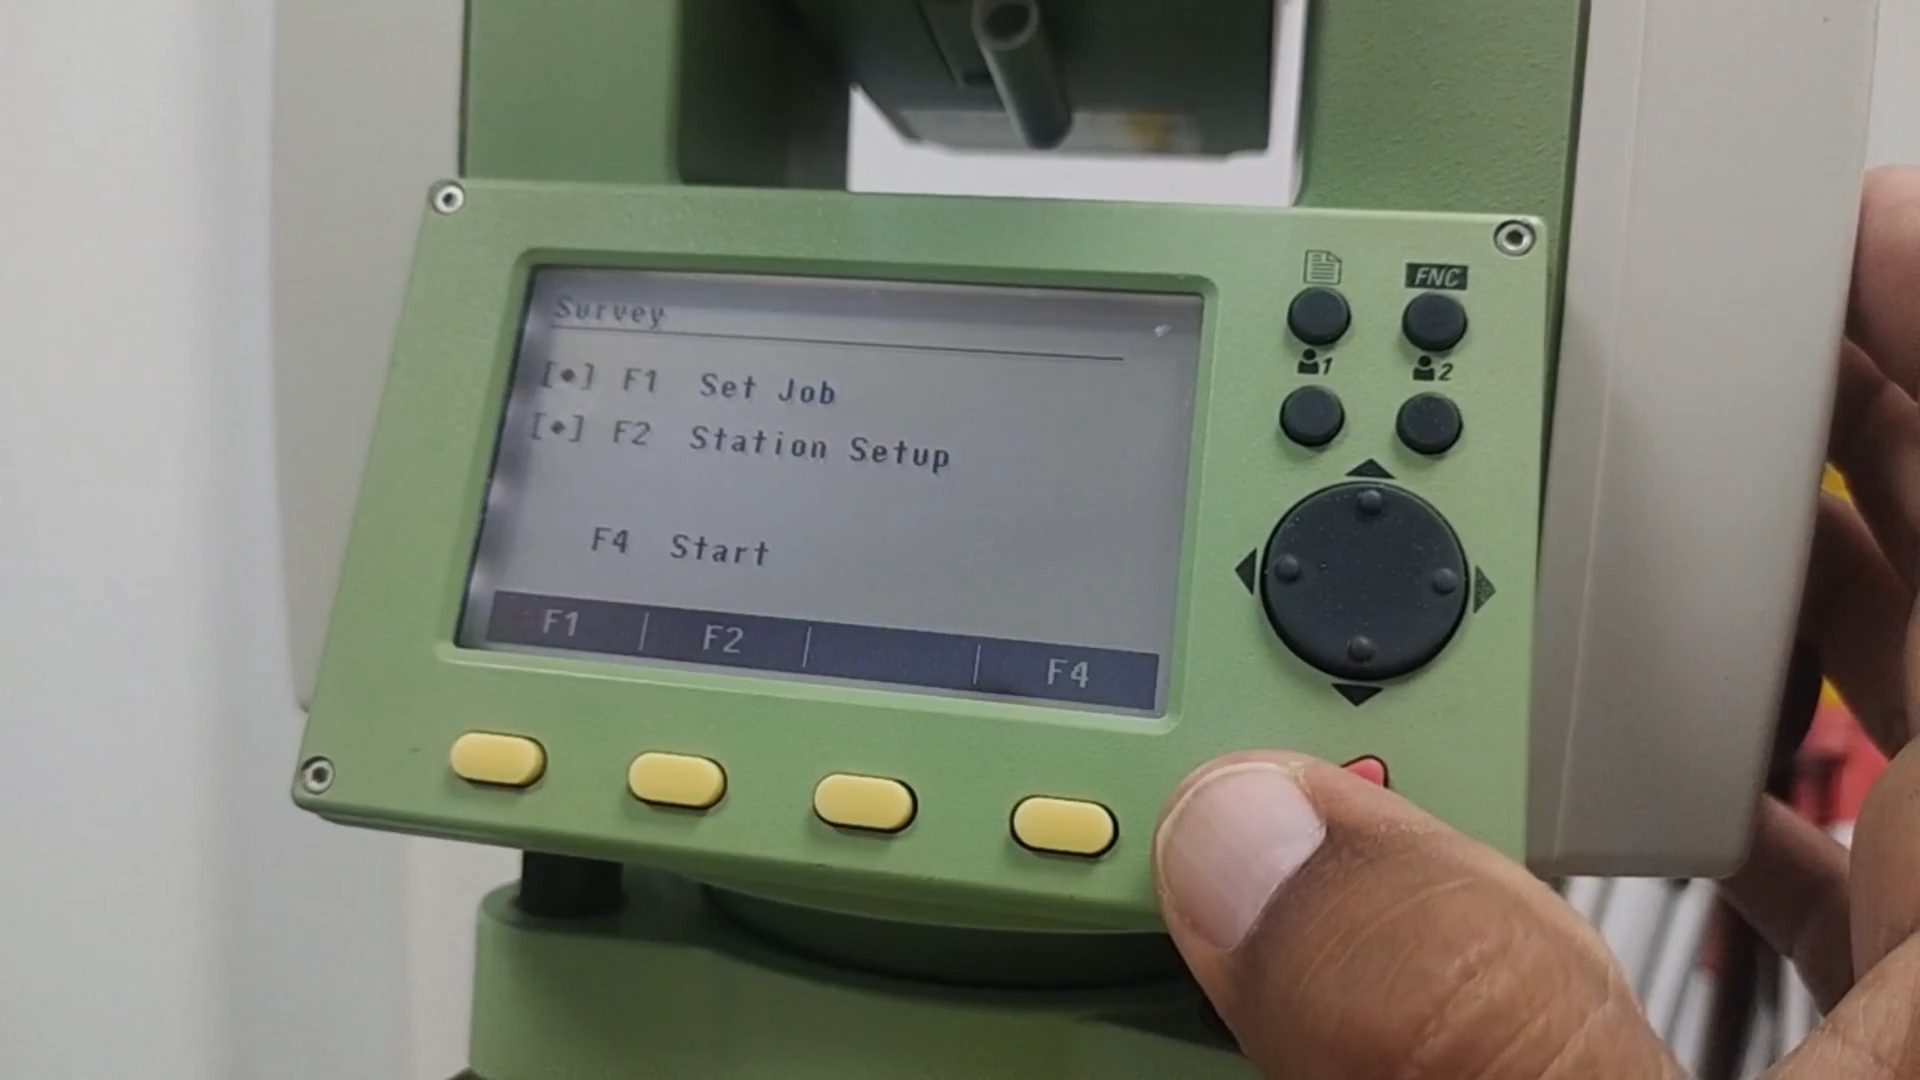 FNC
Survey
1 2
[•] F1 Set Job
[•] F2 Station Setup
F4 Start
F1 F2 F4